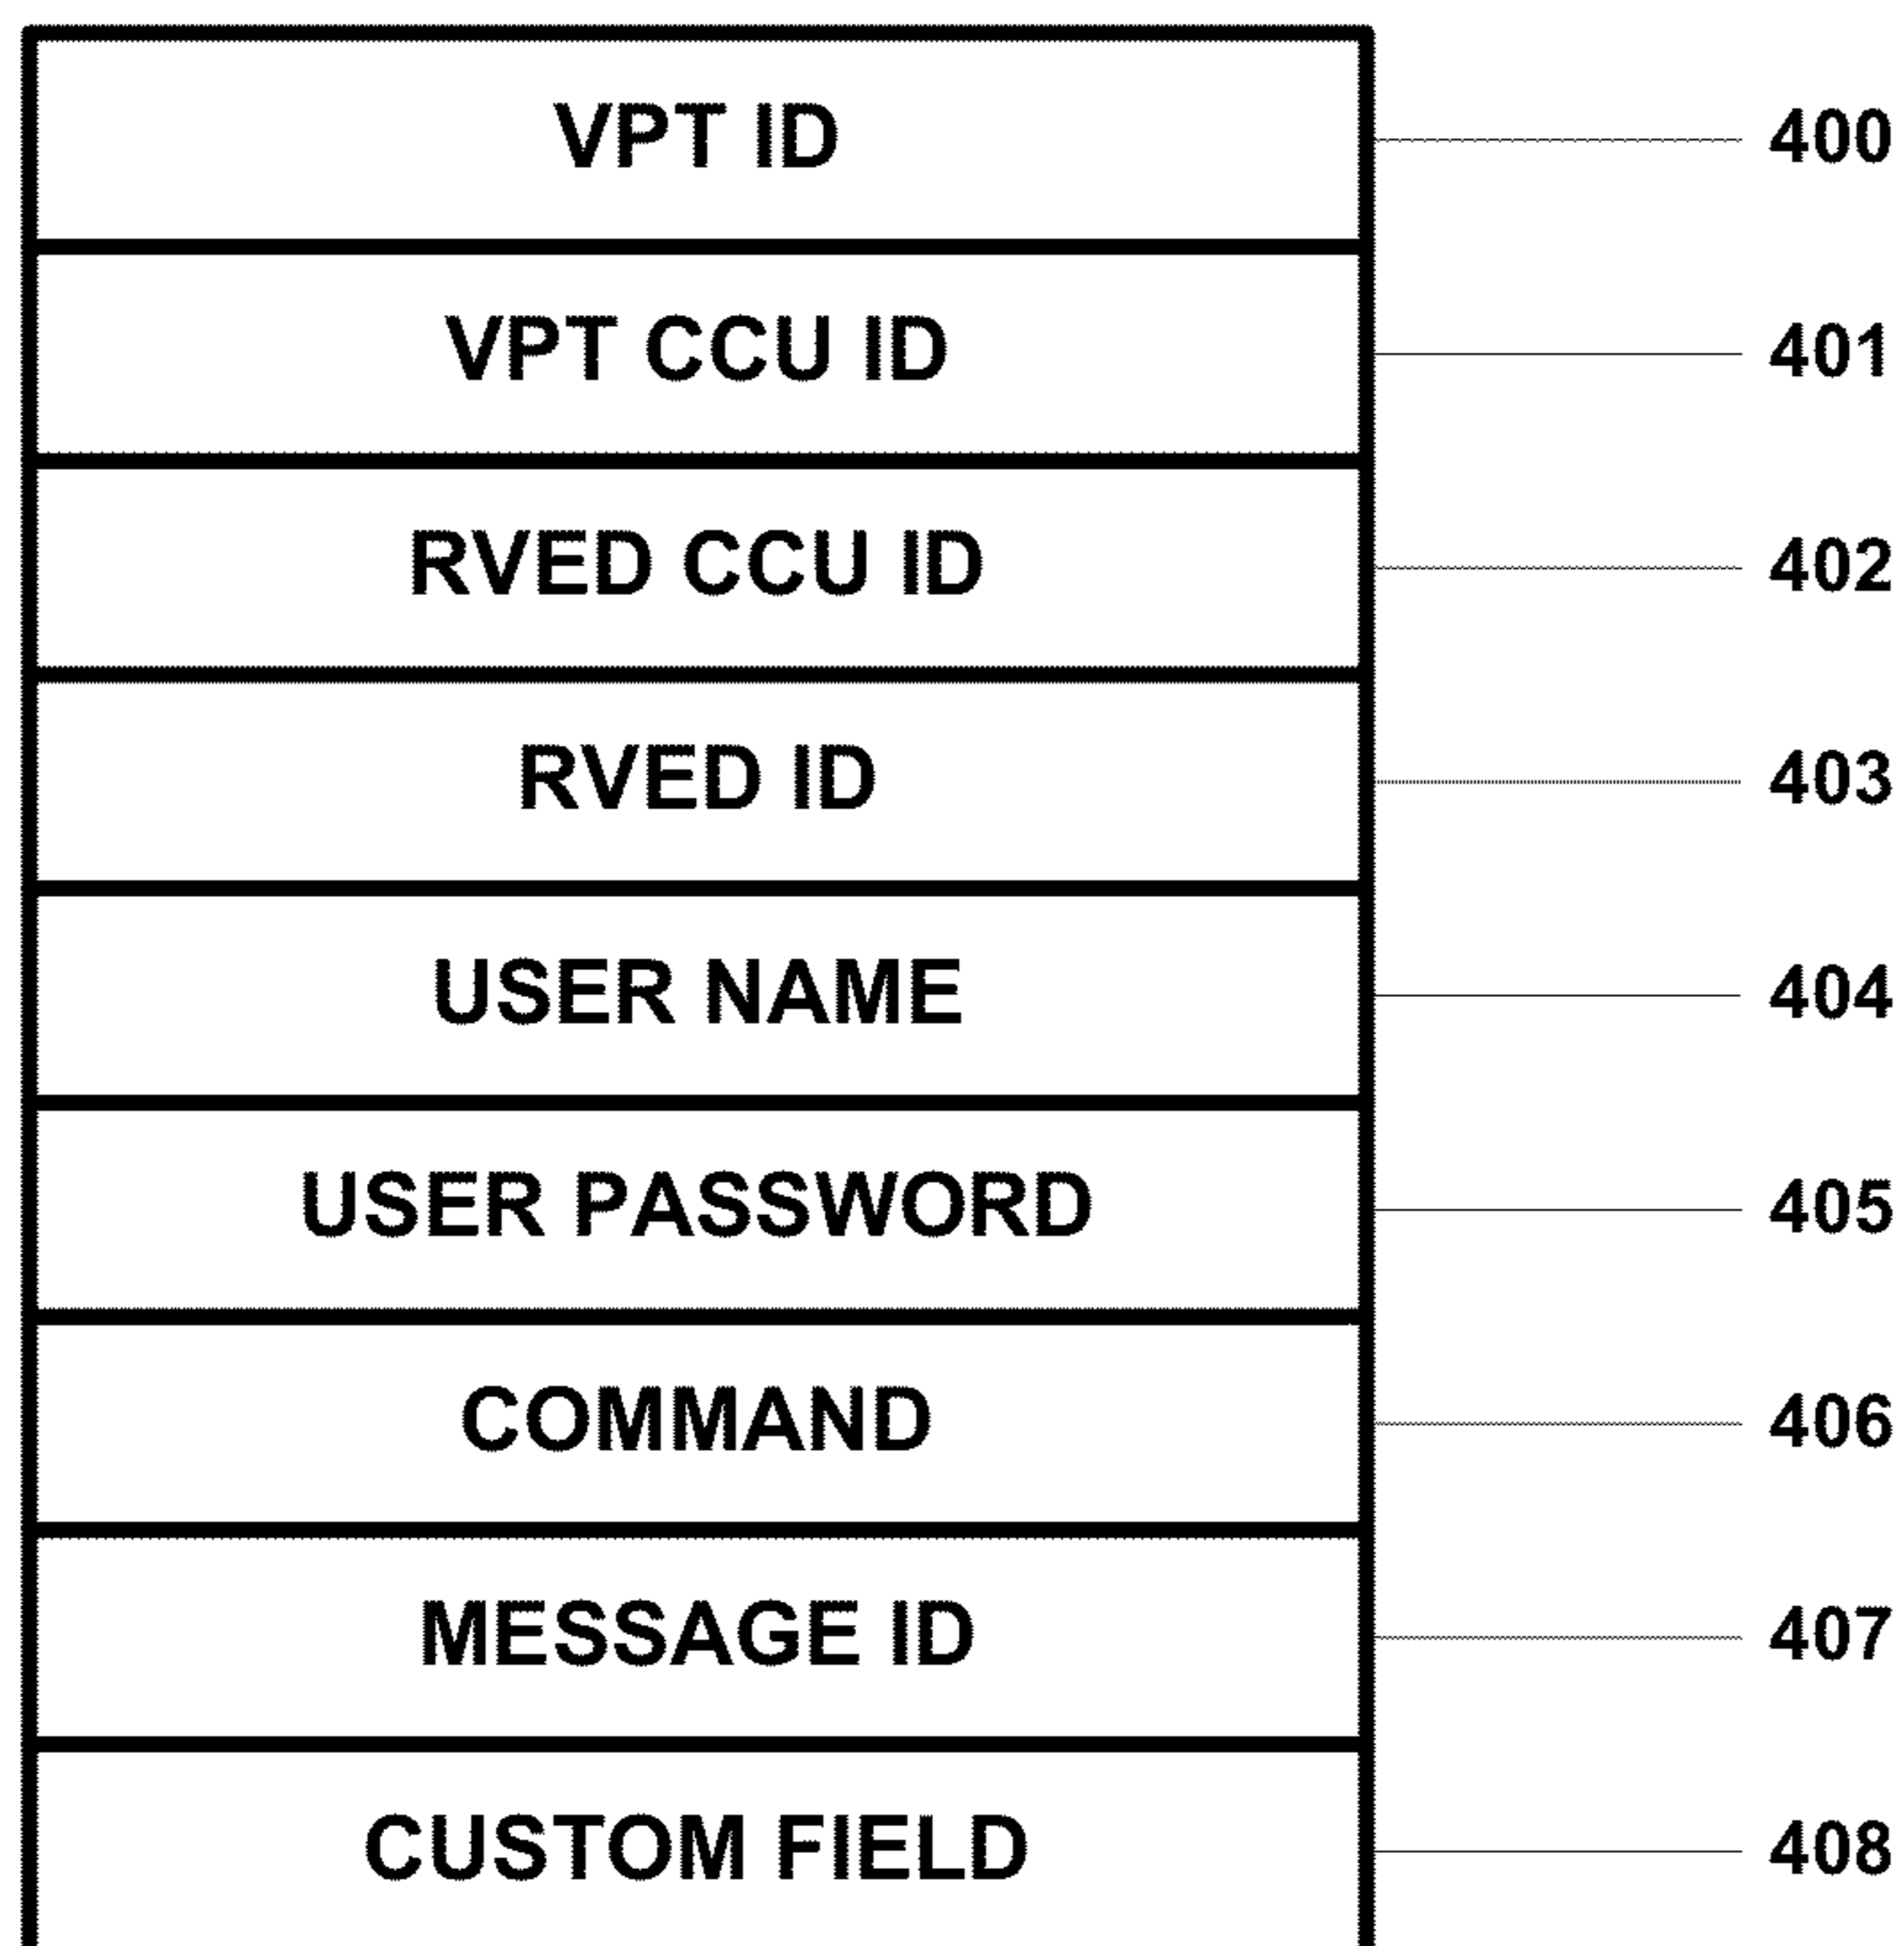 VPT ID 400
VPT CCU ID 401
RVED CCU ID 402
RVED ID 403
USER NAME 404
USER PASSWORD 405
COMMAND 406
MESSAGE ID 407
CUSTOM FIELD 408